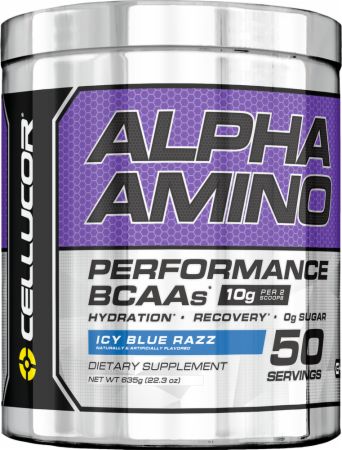 CELLUCOR
ALPHA
AMINO
PERFORMANCE
BCAAs* 10g PER 2 SCOOPS
HYDRATION* • RECOVERY* • 0g SUGAR
ICY BLUE RAZZ
NATURALLY & ARTIFICIALLY FLAVORED
DIETARY SUPPLEMENT
NET WT 635g (22.3 oz)
50
SERVINGS